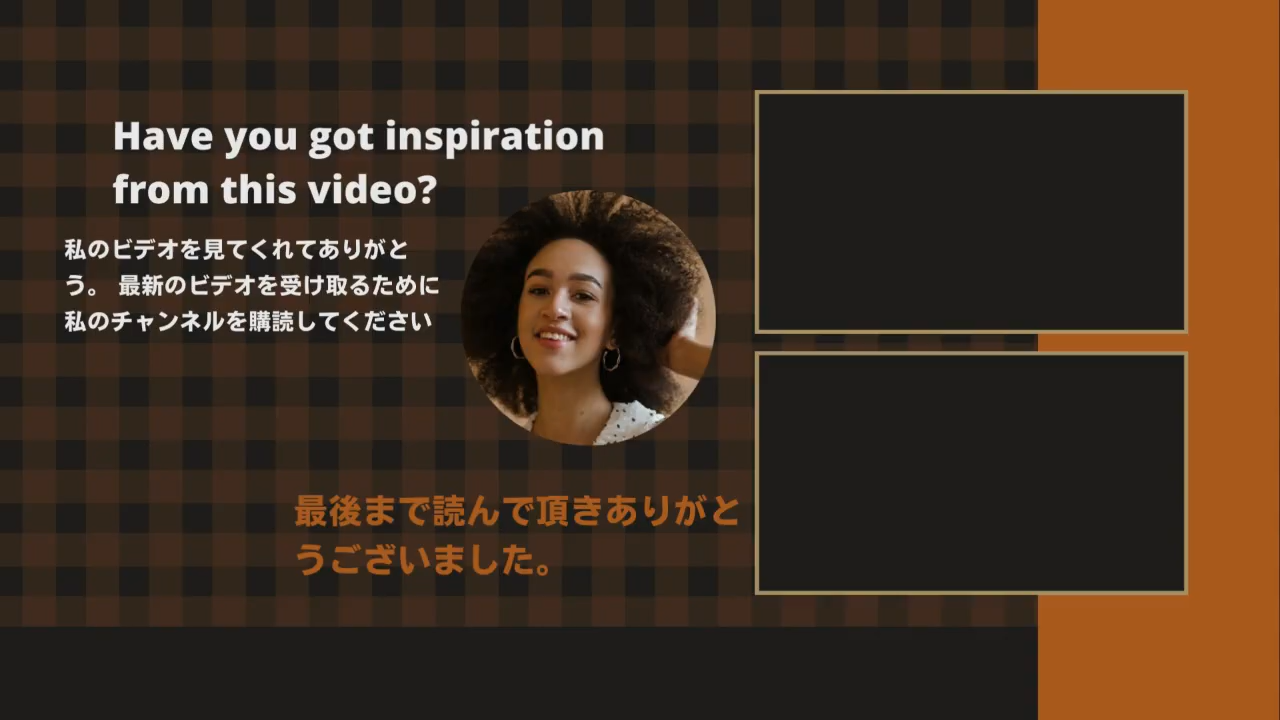 Have you got inspiration
from this video?
私のビデオを見てくれてありがと
う。 最新のビデオを受け取るために
私のチャンネルを購読してください
最後まで読んで頂きありがと
うございました。